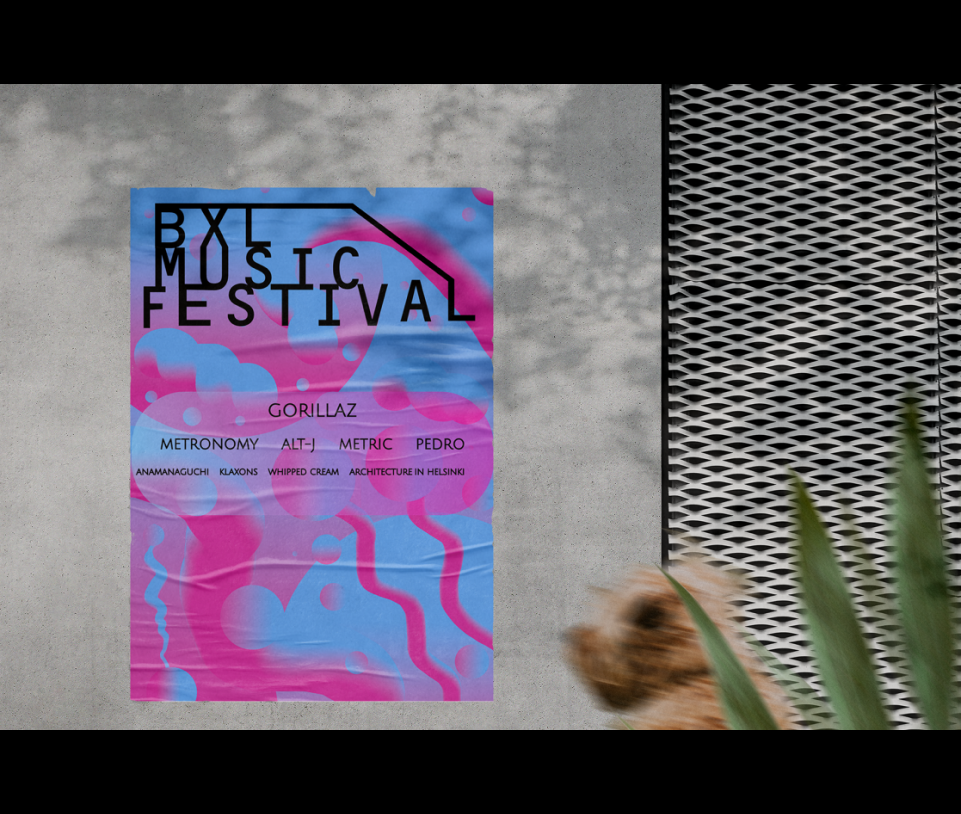 BXL
MUSIC
FESTIVAL
GORILLAZ
METRONOMY ALT-J METRIC PEDRO
ANAMANAGUCHI KLAXONS WHIPPED CREAM ARCHITECTURE IN HELSINKI